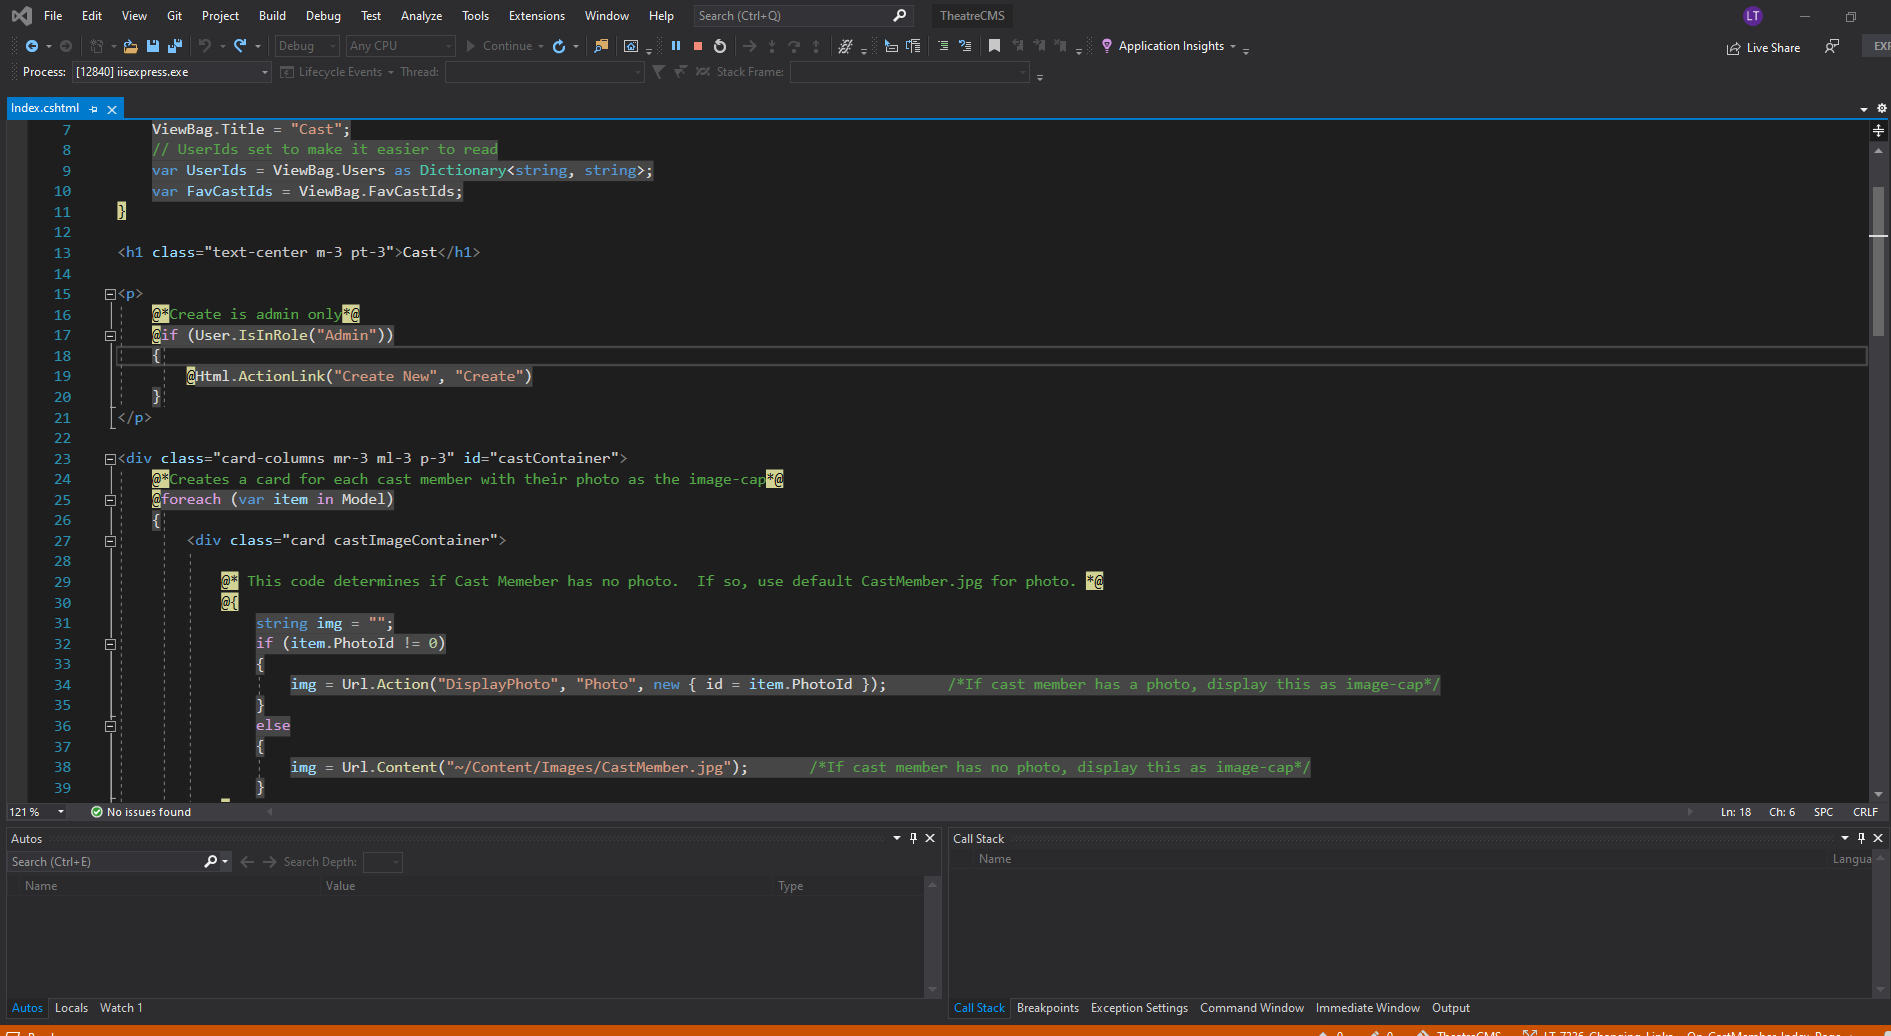 File Edit View Git Project Build Debug Test Analyze Tools Extensions Window Help Search (Ctrl+Q) TheatreCMS LT
Debug Any CPU Continue Application Insights Live Share EXP
Process: [12840] iisexpress.exe Lifecycle Events Thread: Stack Frame:
Index.cshtml
7 ViewBag.Title = "Cast";
8 // UserIds set to make it easier to read
9 var UserIds = ViewBag.Users as Dictionary<string, string>;
10 var FavCastIds = ViewBag.FavCastIds;
11 }
12
13 <h1 class="text-center m-3 pt-3">Cast</h1>
14
15 <p>
16 @*Create is admin only*@
17 @if (User.IsInRole("Admin"))
18 {
19 @Html.ActionLink("Create New", "Create")
20 }
21 </p>
22
23 <div class="card-columns mr-3 ml-3 p-3" id="castContainer">
24 @*Creates a card for each cast member with their photo as the image-cap*@
25 @foreach (var item in Model)
26 {
27 <div class="card castImageContainer">
28
29 @* This code determines if Cast Memeber has no photo.  If so, use default CastMember.jpg for photo. *@
30 @{
31 string img = "";
32 if (item.PhotoId != 0)
33 {
34 img = Url.Action("DisplayPhoto", "Photo", new { id = item.PhotoId }); /*If cast member has a photo, display this as image-cap*/
35 }
36 else
37 {
38 img = Url.Content("~/Content/Images/CastMember.jpg"); /*If cast member has no photo, display this as image-cap*/
39 }
121 % No issues found Ln: 18 Ch: 6 SPC CRLF
Autos
Search (Ctrl+E) Search Depth:
Name Value Type
Autos Locals Watch 1
Call Stack
Name Langua
Call Stack Breakpoints Exception Settings Command Window Immediate Window Output